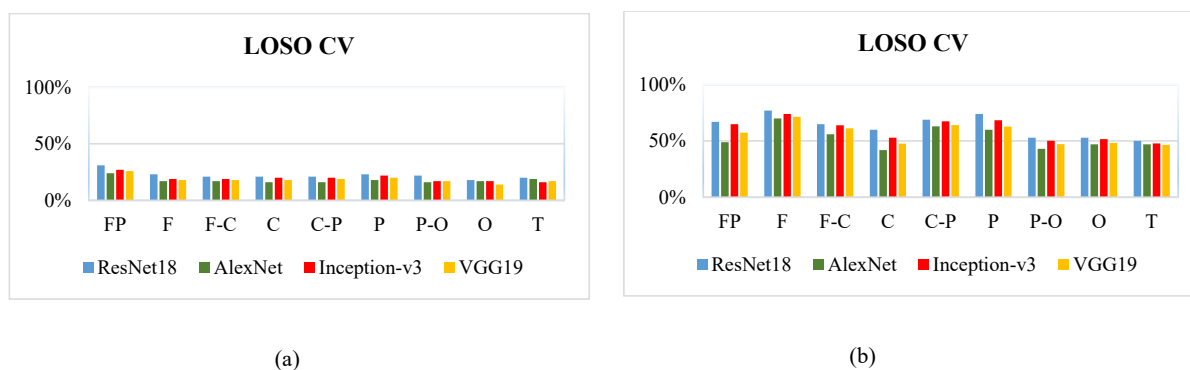 LOSO CV
100%
50%
0%
FP F F-C C C-P P P-O O T
ResNet18 AlexNet Inception-v3 VGG19
(a)
LOSO CV
100%
50%
0%
FP F F-C C C-P P P-O O T
ResNet18 AlexNet Inception-v3 VGG19
(b)